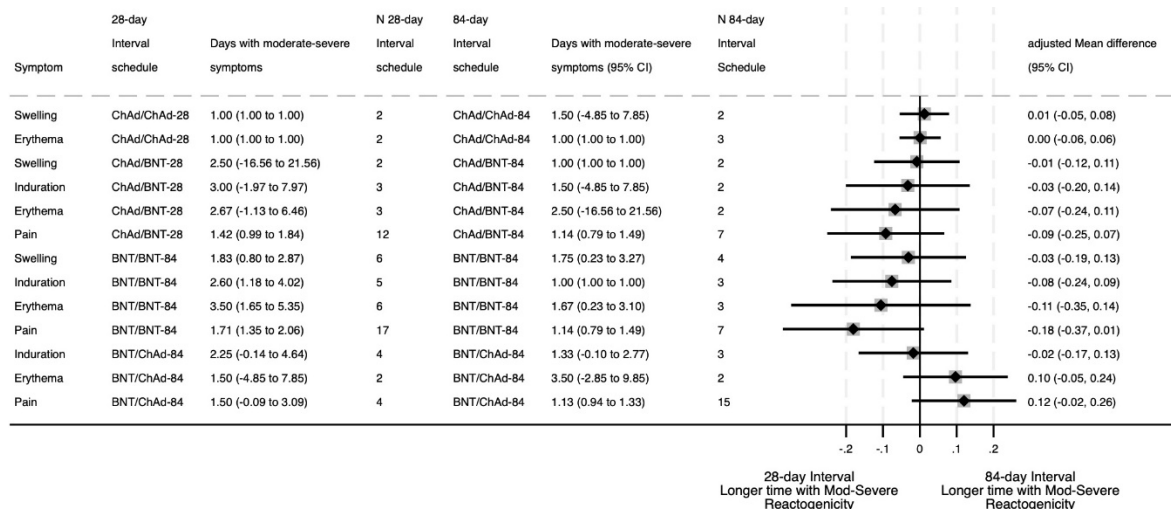 28-day N 28-day 84-day N 84-day
Interval Days with moderate-severe Interval Interval Days with moderate-severe Interval adjusted Mean difference
Symptom schedule symptoms schedule schedule symptoms (95% CI) Schedule (95% CI)
Swelling ChAd/ChAd-28 1.00 (1.00 to 1.00) 2 ChAd/ChAd-84 1.50 (-4.85 to 7.85) 2 0.01 (-0.05, 0.08)
Erythema ChAd/ChAd-28 1.00 (1.00 to 1.00) 2 ChAd/ChAd-84 1.00 (1.00 to 1.00) 3 0.00 (-0.06, 0.06)
Swelling ChAd/BNT-28 2.50 (-16.56 to 21.56) 2 ChAd/BNT-84 1.00 (1.00 to 1.00) 2 -0.01 (-0.12, 0.11)
Induration ChAd/BNT-28 3.00 (-1.97 to 7.97) 3 ChAd/BNT-84 1.50 (-4.85 to 7.85) 2 -0.03 (-0.20, 0.14)
Erythema ChAd/BNT-28 2.67 (-1.13 to 6.46) 3 ChAd/BNT-84 2.50 (-16.56 to 21.56) 2 -0.07 (-0.24, 0.11)
Pain ChAd/BNT-28 1.42 (0.99 to 1.84) 12 ChAd/BNT-84 1.14 (0.79 to 1.49) 7 -0.09 (-0.25, 0.07)
Swelling BNT/BNT-84 1.83 (0.80 to 2.87) 6 BNT/BNT-84 1.75 (0.23 to 3.27) 4 -0.03 (-0.19, 0.13)
Induration BNT/BNT-84 2.60 (1.18 to 4.02) 5 BNT/BNT-84 1.00 (1.00 to 1.00) 3 -0.08 (-0.24, 0.09)
Erythema BNT/BNT-84 3.50 (1.65 to 5.35) 6 BNT/BNT-84 1.67 (0.23 to 3.10) 3 -0.11 (-0.35, 0.14)
Pain BNT/BNT-84 1.71 (1.35 to 2.06) 17 BNT/BNT-84 1.14 (0.79 to 1.49) 7 -0.18 (-0.37, 0.01)
Induration BNT/ChAd-84 2.25 (-0.14 to 4.64) 4 BNT/ChAd-84 1.33 (-0.10 to 2.77) 3 -0.02 (-0.17, 0.13)
Erythema BNT/ChAd-84 1.50 (-4.85 to 7.85) 2 BNT/ChAd-84 3.50 (-2.85 to 9.85) 2 0.10 (-0.05, 0.24)
Pain BNT/ChAd-84 1.50 (-0.09 to 3.09) 4 BNT/ChAd-84 1.13 (0.94 to 1.33) 15 0.12 (-0.02, 0.26)
-.2 -.1 0 .1 .2
28-day Interval 84-day Interval
Longer time with Mod-Severe Longer time with Mod-Severe
Reactogenicity Reactogenicity